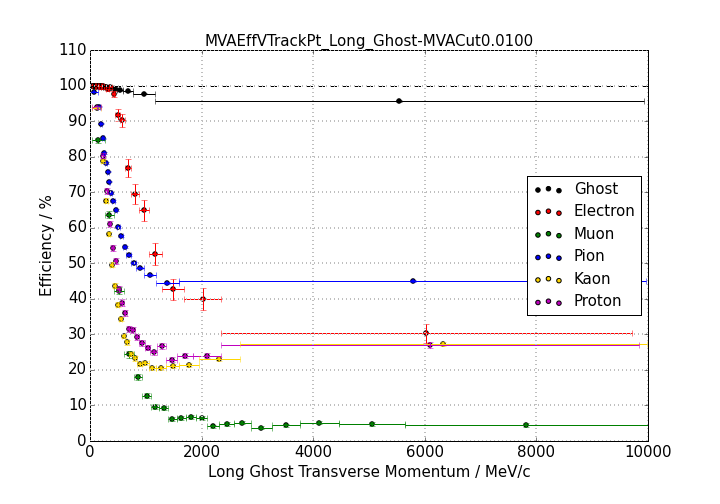 MVAEffVTrackPt_Long_Ghost-MVACut0.0100
110
100
90
80
70
60
50
40
30
20
10
0
Efficiency / %
Ghost
Electron
Muon
Pion
Kaon
Proton
0 2000 4000 6000 8000 10000
Long Ghost Transverse Momentum / MeV/c